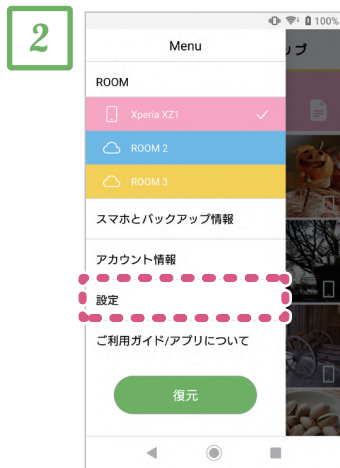 2
100%
Menu
ップ
ROOM
Xperia XZ1
ROOM 2
ROOM 3
スマホとバックアップ情報
アカウント情報
設定
ご利用ガイド/アプリについて
復元